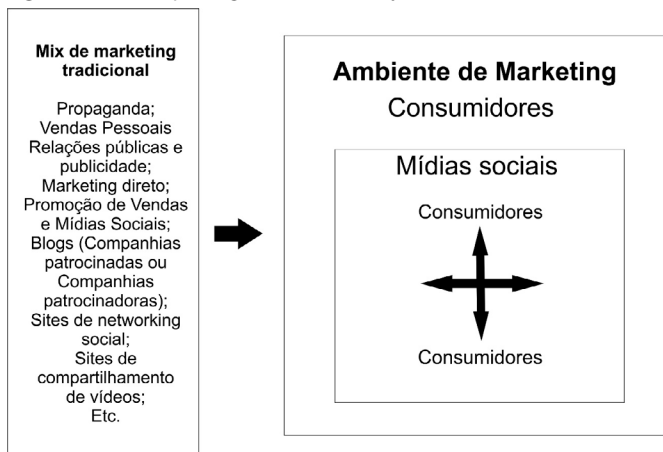 Mix de marketing
tradicional
Propaganda;
Vendas Pessoais
Relações públicas e
publicidade;
Marketing direto;
Promoção de Vendas
e Mídias Sociais;
Blogs (Companhias
patrocinadas ou
Companhias
patrocinadoras);
Sites de networking
social;
Sites de
compartilhamento
de vídeos;
Etc.
Ambiente de Marketing
Consumidores
Mídias sociais
Consumidores
Consumidores